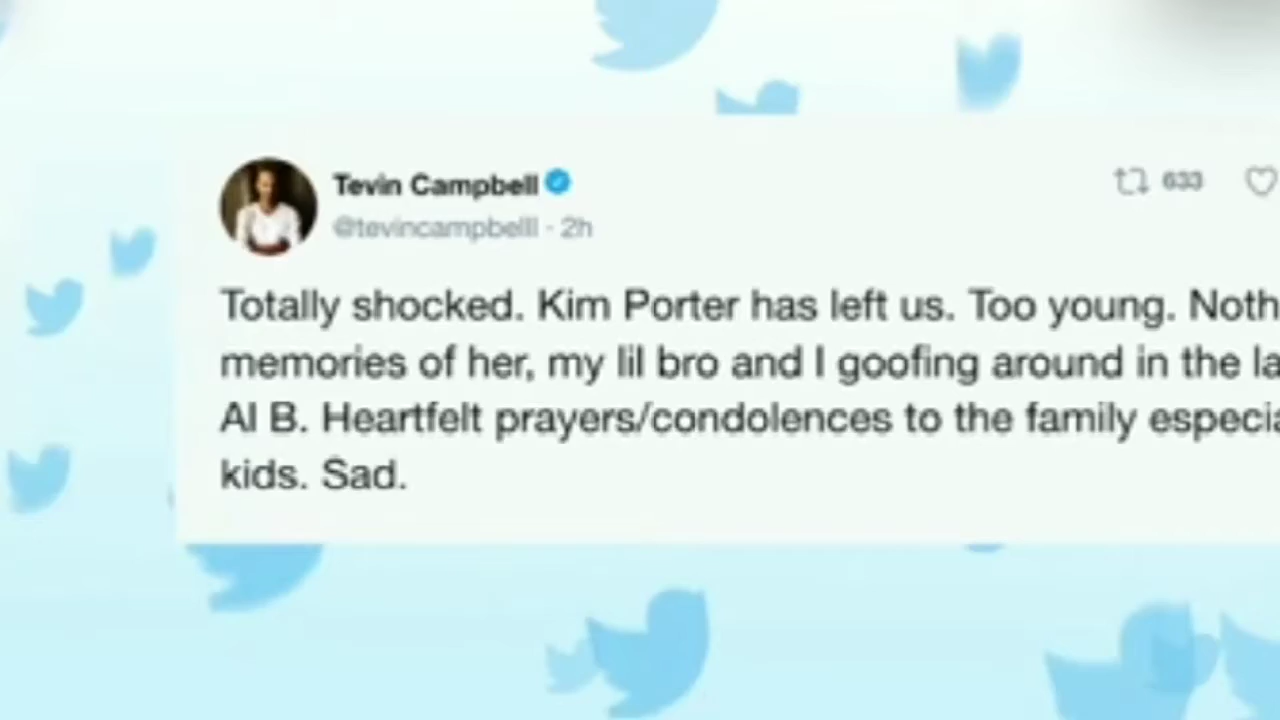 Tevin Campbell
@tevincampbelll · 2h
633
Totally shocked. Kim Porter has left us. Too young. Noth
memories of her, my lil bro and I goofing around in the la
Al B. Heartfelt prayers/condolences to the family especia
kids. Sad.